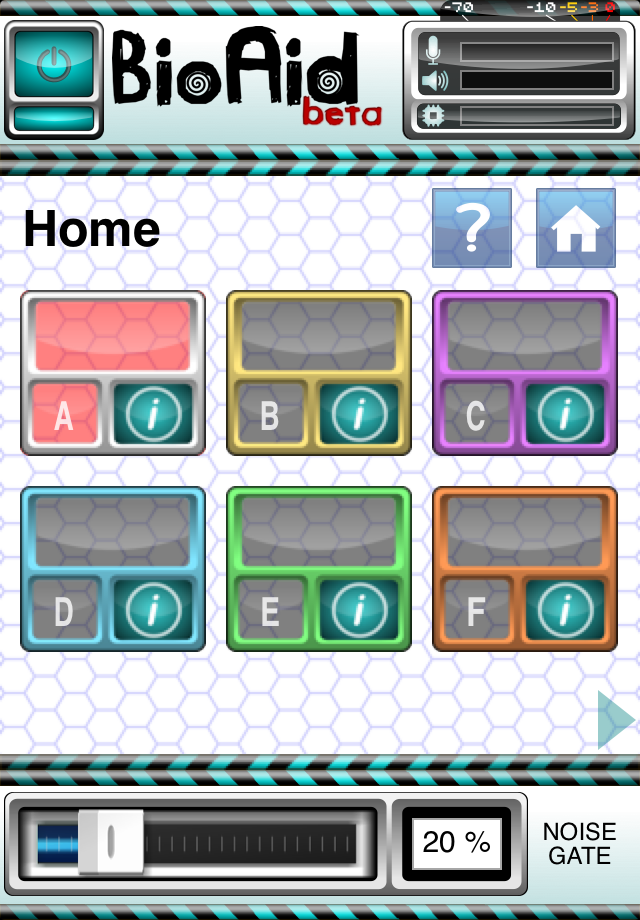 -70 -10 -5 -3 0
BioAid
beta
Home
?
A i
B i
C i
D i
E i
F i
20 %
NOISE
GATE